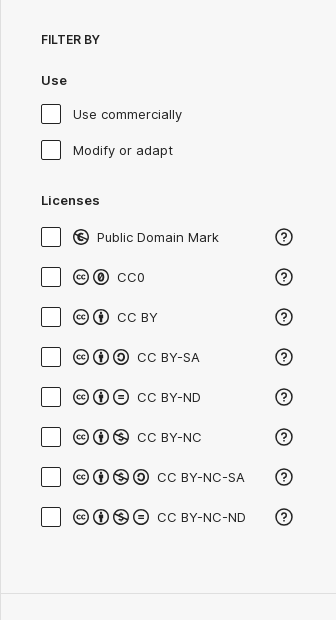 FILTER BY
Use
Use commercially
Modify or adapt
Licenses
Public Domain Mark
CC0
CC BY
CC BY-SA
CC BY-ND
CC BY-NC
CC BY-NC-SA
CC BY-NC-ND